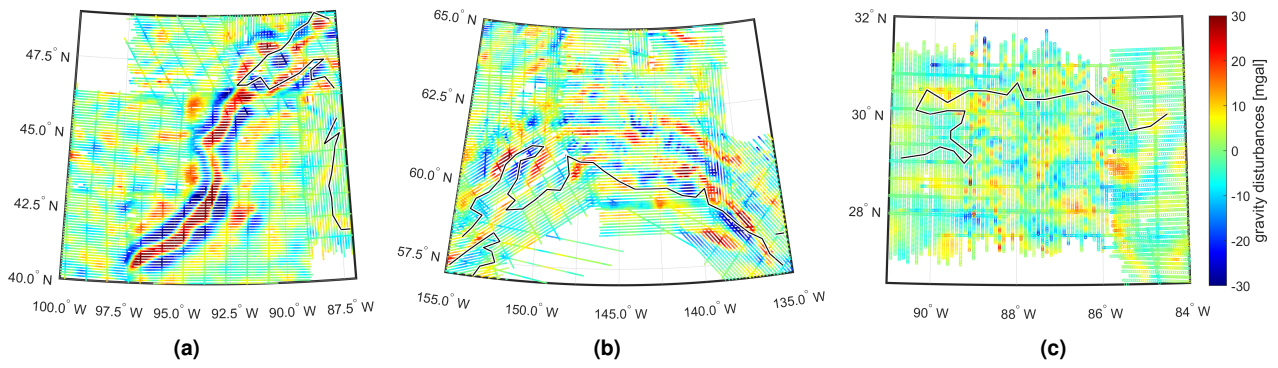 47.5° N
45.0° N
42.5° N
40.0° N
100.0° W
97.5° W
95.0° W
92.5° W
90.0° W
87.5° W
(a)
65.0° N
62.5° N
60.0° N
57.5° N
155.0° W
150.0° W
145.0° W
140.0° W
135.0° W
(b)
32° N
30° N
28° N
90° W
88° W
86° W
84° W
(c)
30
20
10
0
-10
-20
-30
gravity disturbances [mgal]